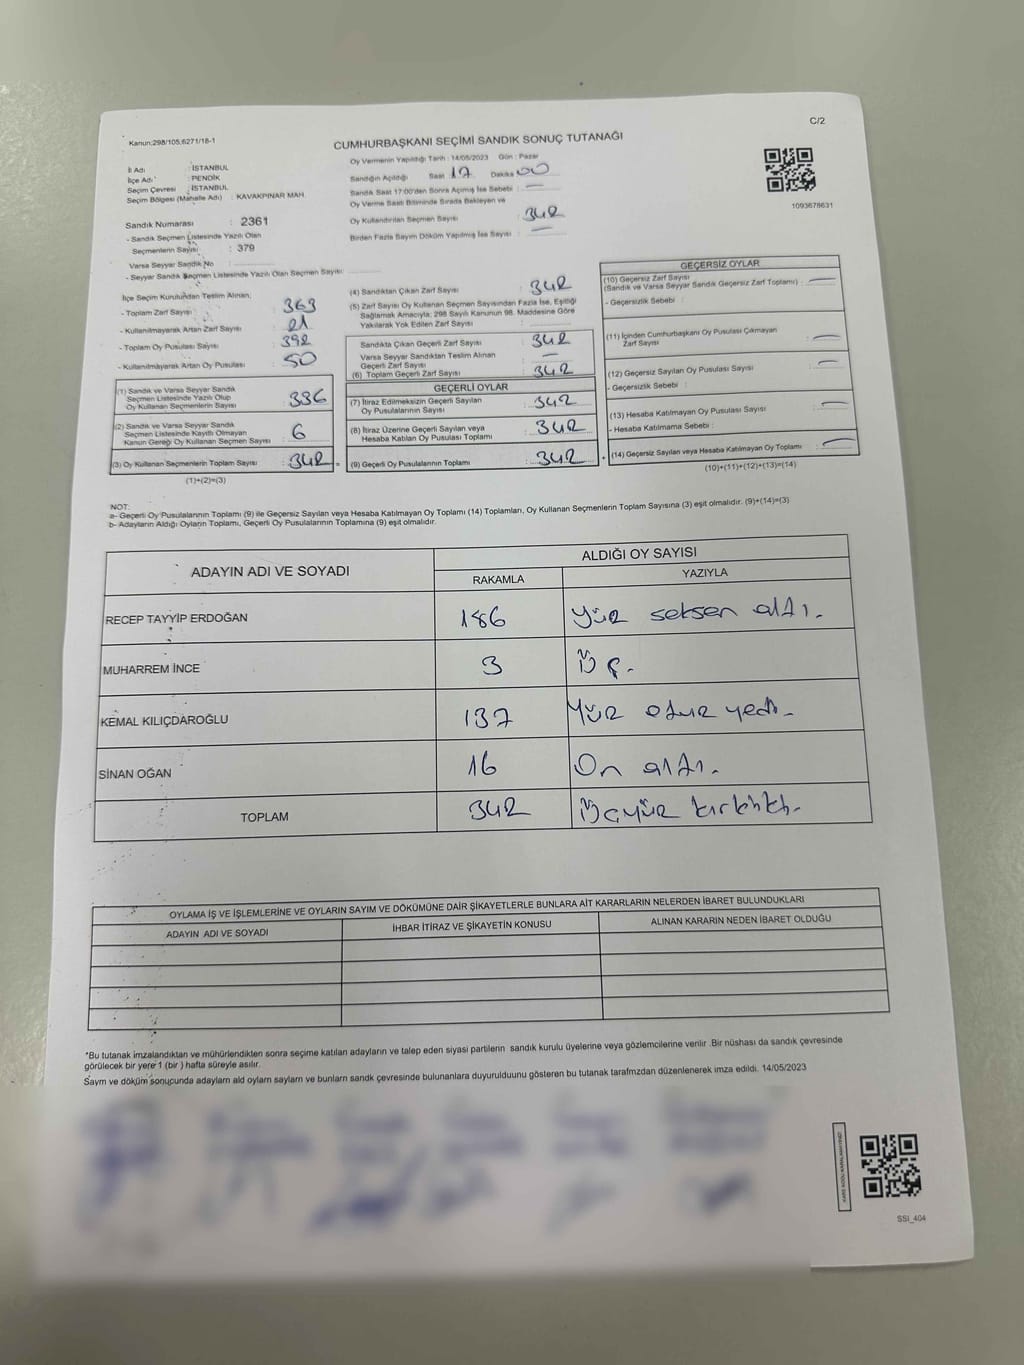 C/2
Kanun:298/105,6271/18-1
CUMHURBAŞKANI SEÇİMİ SANDIK SONUÇ TUTANAĞI
İl Adı : İSTANBUL
İlçe Adı : PENDİK
Seçim Çevresi : İSTANBUL
Seçim Bölgesi (Mahalle Adı) : KAVAKPINAR MAH.
Sandık Numarası : 2361
- Sandık Seçmen Listesinde Yazılı Olan
Seçmenlerin Sayısı : 379
Varsa Seyyar Sandık No :
- Seyyar Sandık Seçmen Listesinde Yazılı Olan Seçmen Sayısı:
Oy Vermenin Yapıldığı Tarih : 14/05/2023 Gün : Pazar
Sandığın Açıldığı Saat 17 Dakika 00
Sandık Saat 17:00'den Sonra Açılmış İse Sebebi : —
Oy Verme Saati Bitiminde Sırada Bekleyen ve
Oy Kullandırılan Seçmen Sayısı : 342
Birden Fazla Sayım Döküm Yapılmış İse Sayısı : —
1093678631
İlçe Seçim Kurulundan Teslim Alınan;
- Toplam Zarf Sayısı : 363
- Kullanılmayarak Artan Zarf Sayısı : 21
- Toplam Oy Pusulası Sayısı : 392
- Kullanılmayarak Artan Oy Pusulası : 50
(1) Sandık ve Varsa Seyyar Sandık
Seçmen Listesinde Yazılı Olup
Oy Kullanan Seçmenlerin Sayısı : 336
(2) Sandık ve Varsa Seyyar Sandık
Seçmen Listesinde Kayıtlı Olmayan
Kanun Gereği Oy Kullanan Seçmen Sayısı : 6
(3) Oy Kullanan Seçmenlerin Toplam Sayısı : 342 =
(1)+(2)=(3)
(4) Sandıktan Çıkan Zarf Sayısı : 342
(5) Zarf Sayısı Oy Kullanan Seçmen Sayısından Fazla İse, Eşitliği
Sağlamak Amacıyla; 298 Sayılı Kanunun 98. Maddesine Göre
Yakılarak Yok Edilen Zarf Sayısı :
Sandıkta Çıkan Geçerli Zarf Sayısı : 342
Varsa Seyyar Sandıktan Teslim Alınan
Geçerli Zarf Sayısı : —
(6) Toplam Geçerli Zarf Sayısı : 342
GEÇERLİ OYLAR
(7) İtiraz Edilmeksizin Geçerli Sayılan
Oy Pusulalarının Sayısı : 342
(8) İtiraz Üzerine Geçerli Sayılan veya
Hesaba Katılan Oy Pusulası Toplamı : 342
(9) Geçerli Oy Pusulalarının Toplamı : 342 +
GEÇERSİZ OYLAR
(10) Geçersiz Zarf Sayısı
(Sandık ve Varsa Seyyar Sandık Geçersiz Zarf Toplamı) : —
- Geçersizlik Sebebi :
(11) İçinden Cumhurbaşkanı Oy Pusulası Çıkmayan
Zarf Sayısı : —
(12) Geçersiz Sayılan Oy Pusulası Sayısı : —
- Geçersizlik Sebebi :
(13) Hesaba Katılmayan Oy Pusulası Sayısı : —
- Hesaba Katılmama Sebebi :
(14) Geçersiz Sayılan veya Hesaba Katılmayan Oy Toplamı : —
(10)+(11)+(12)+(13)=(14)
NOT:
a- Geçerli Oy Pusulalarının Toplamı (9) ile Geçersiz Sayılan veya Hesaba Katılmayan Oy Toplamı (14) Toplamları, Oy Kullanan Seçmenlerin Toplam Sayısına (3) eşit olmalıdır. (9)+(14)=(3)
b- Adayların Aldığı Oyların Toplamı, Geçerli Oy Pusulalarının Toplamına (9) eşit olmalıdır.
ADAYIN ADI VE SOYADI ALDIĞI OY SAYISI
RAKAMLA YAZIYLA
RECEP TAYYİP ERDOĞAN 186 Yüz seksen altı.
MUHARREM İNCE 3 Üç.
KEMAL KILIÇDAROĞLU 137 Yüz otuz yedi.
SİNAN OĞAN 16 On altı.
TOPLAM 342 Üçyüz kırkiki.
OYLAMA İŞ VE İŞLEMLERİNE VE OYLARIN SAYIM VE DÖKÜMÜNE DAİR ŞİKAYETLERLE BUNLARA AİT KARARLARIN NELERDEN İBARET BULUNDUKLARI
ADAYIN ADI VE SOYADI İHBAR İTİRAZ VE ŞİKAYETİN KONUSU ALINAN KARARIN NEDEN İBARET OLDUĞU
*Bu tutanak imzalandıktan ve mühürlendikten sonra seçime katılan adayların ve talep eden siyasi partilerin sandık kurulu üyelerine veya gözlemcilerine verilir .Bir nüshası da sandık çevresinde
görülecek bir yere 1 (bir ) hafta süreyle asılır.
Saym ve döküm sonuçunda adaylarn ald oylarn saylarn ve bunlarn sandk çevresinde bulunanlara duyurulduunu gösteren bu tutanak tarafmzdan düzenlenerek imza edildi. 14/05/2023
SSI_404